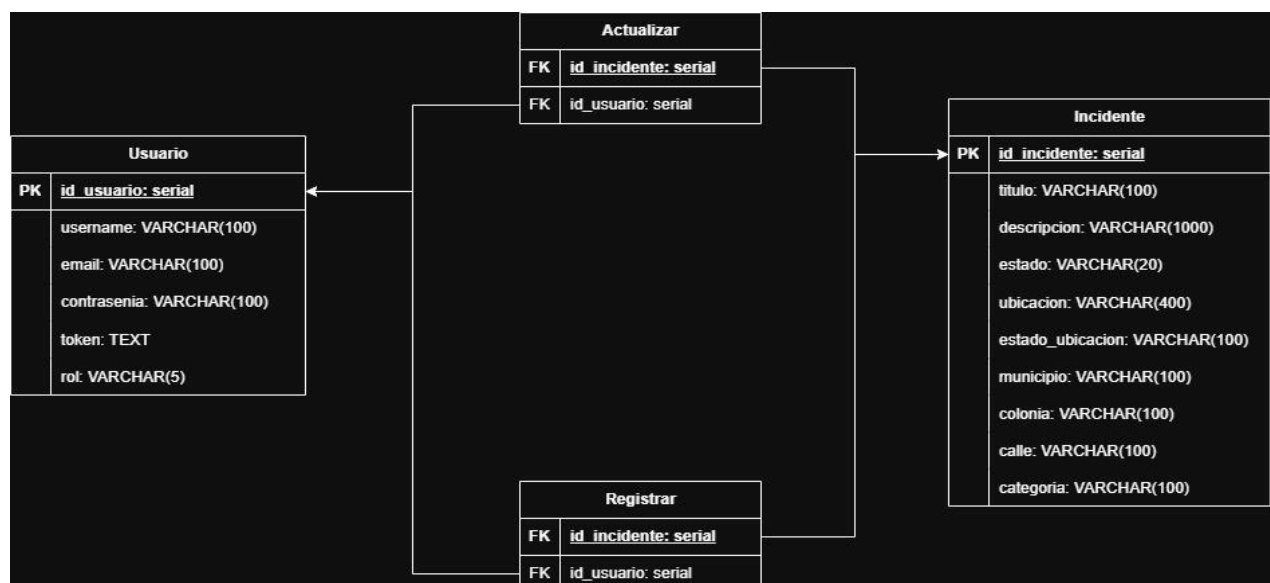 Actualizar
FK id_incidente: serial
FK id_usuario: serial
Usuario
PK id_usuario: serial
username: VARCHAR(100)
email: VARCHAR(100)
contrasenia: VARCHAR(100)
token: TEXT
rol: VARCHAR(5)
Incidente
PK id_incidente: serial
titulo: VARCHAR(100)
descripcion: VARCHAR(1000)
estado: VARCHAR(20)
ubicacion: VARCHAR(400)
estado_ubicacion: VARCHAR(100)
municipio: VARCHAR(100)
colonia: VARCHAR(100)
calle: VARCHAR(100)
categoria: VARCHAR(100)
Registrar
FK id_incidente: serial
FK id_usuario: serial